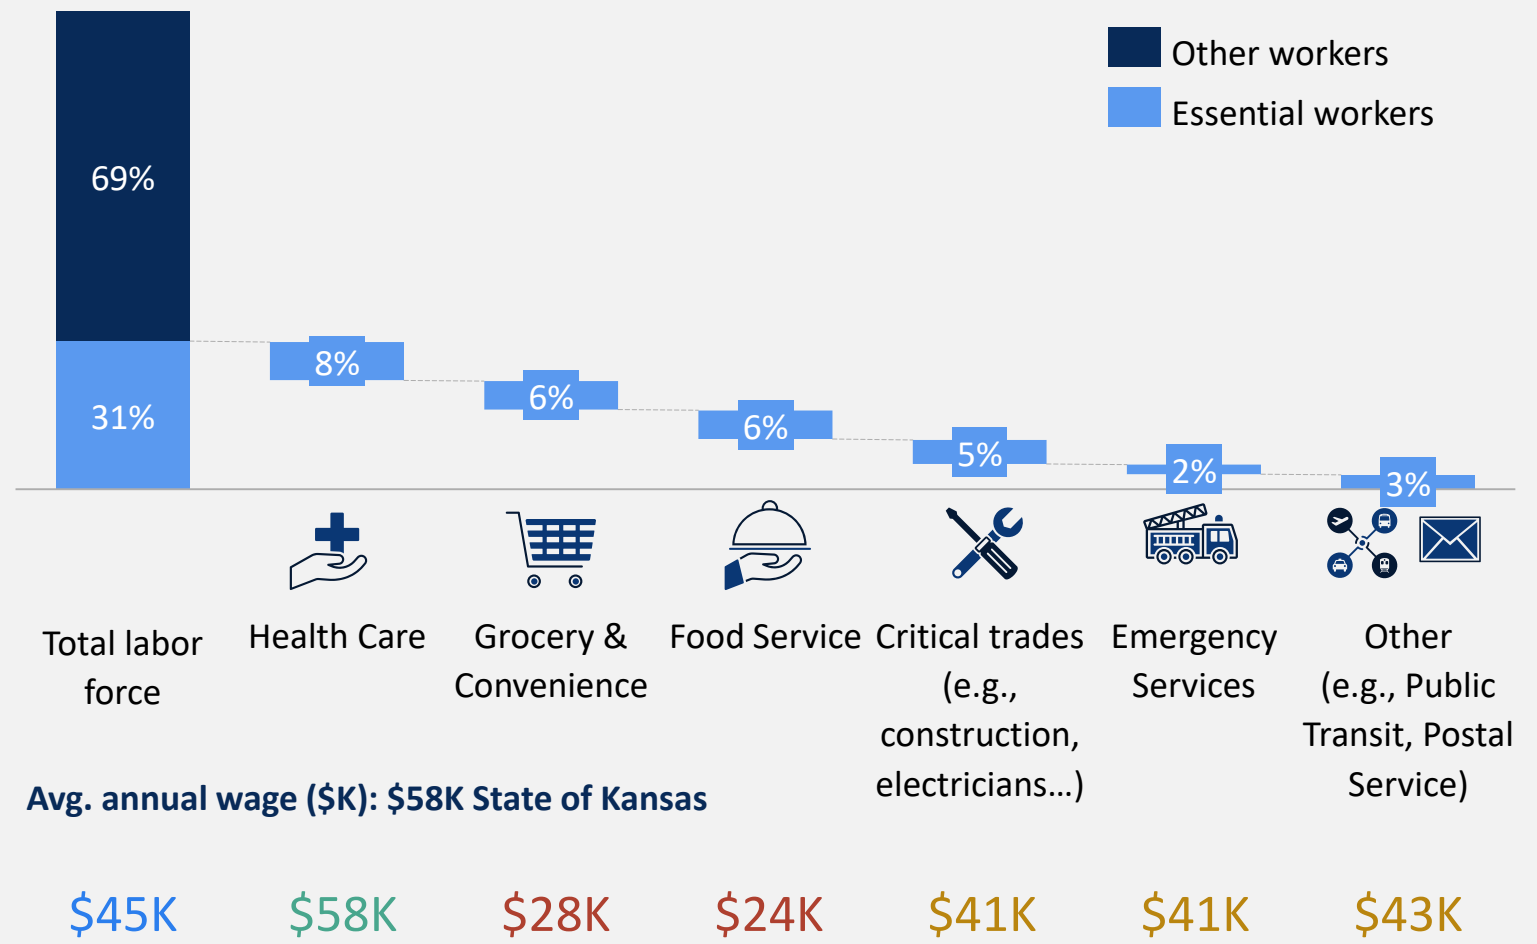 Other workers
Essential workers
69%
31%
8%
6%
6%
5%
2%
3%
Total labor
force
Health Care
Grocery &
Convenience
Food Service
Critical trades
(e.g.,
construction,
electricians...)
Emergency
Services
Other
(e.g., Public
Transit, Postal
Service)
Avg. annual wage ($K): $58K State of Kansas
$45K
$58K
$28K
$24K
$41K
$41K
$43K